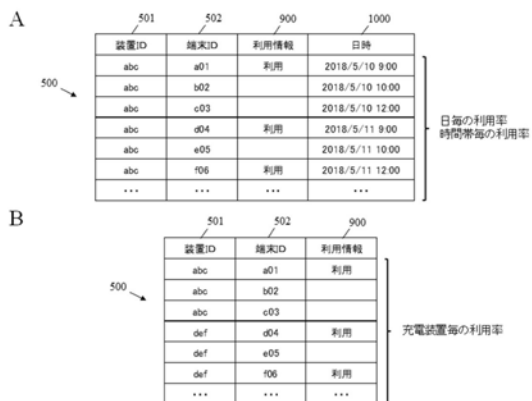 A
501 502 900 1000
装置ID 端末ID 利用情報 日時
abc a01 利用 2018/5/10 9:00
abc b02 2018/5/10 10:00
abc c03 2018/5/10 12:00
500
abc d04 利用 2018/5/11 9:00
abc e05 2018/5/11 10:00
abc f06 利用 2018/5/11 12:00
... ... ... ...
日毎の利用率
時間帯毎の利用率
B
501 502 900
装置ID 端末ID 利用情報
abc a01 利用
abc b02
abc c03
500
def d04 利用
def e05
def f06 利用
... ... ...
充電装置毎の利用率